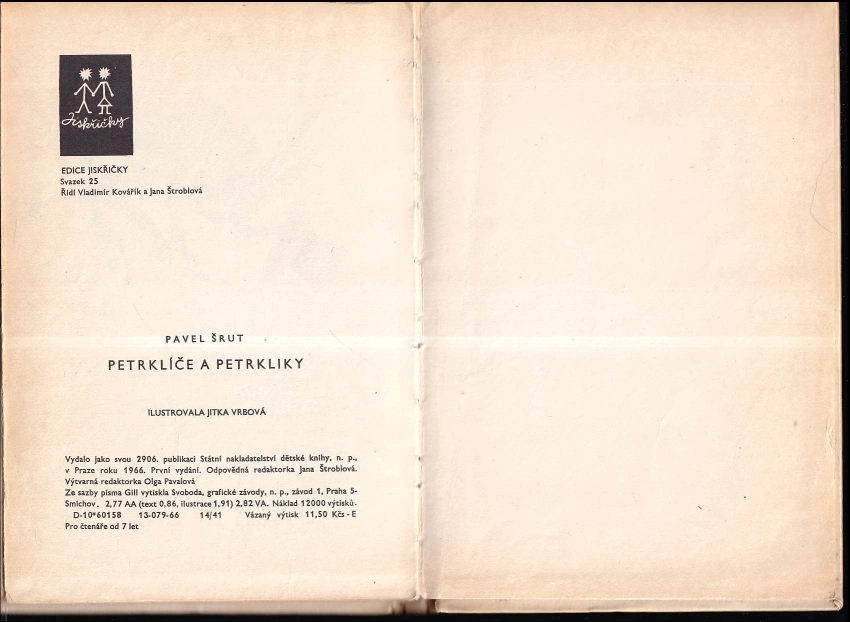 Jiskřičky
EDICE JISKŘIČKY
Svazek 25
Řídí Vladimír Kovářík a Jana Štroblová
PAVEL ŠRUT
PETRKLÍČE A PETRKLIKY
ILUSTROVALA JITKA VRBOVÁ
Vydalo jako svou 2906. publikaci Státní nakladatelství dětské knihy, n. p.,
v Praze roku 1966. První vydání. Odpovědná redaktorka Jana Štroblová.
Výtvarná redaktorka Olga Pavalová
Ze sazby písma Gill vytiskla Svoboda, grafické závody, n. p., závod 1, Praha 5-
Smíchov. 2,77 AA (text 0,86, ilustrace 1,91) 2,82 VA. Náklad 12000 výtisků.
D-10*60158 13-079-66 14/41 Vázaný výtisk 11,50 Kčs - E
Pro čtenáře od 7 let